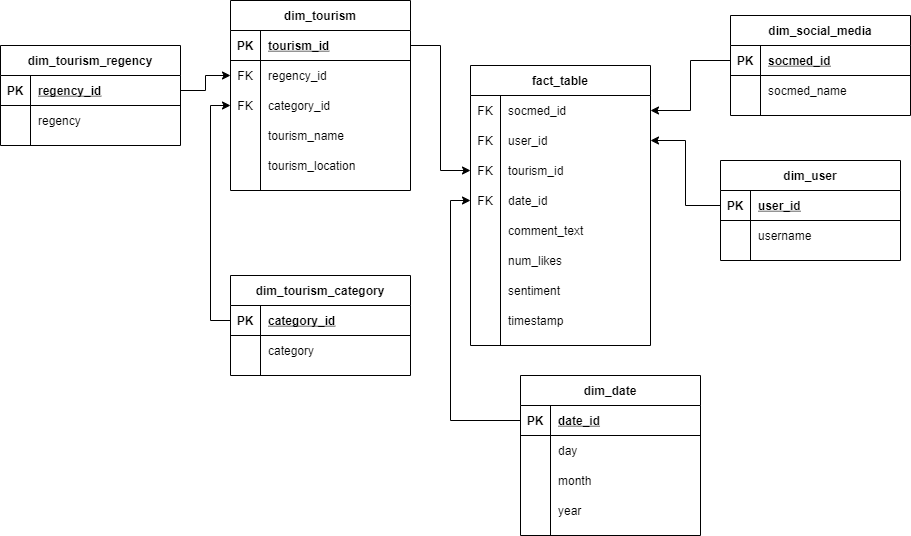 dim_tourism
PK tourism_id
FK regency_id
FK category_id
tourism_name
tourism_location
dim_tourism_regency
PK regency_id
regency
dim_tourism_category
PK category_id
category
fact_table
FK socmed_id
FK user_id
FK tourism_id
FK date_id
comment_text
num_likes
sentiment
timestamp
dim_social_media
PK socmed_id
socmed_name
dim_user
PK user_id
username
dim_date
PK date_id
day
month
year